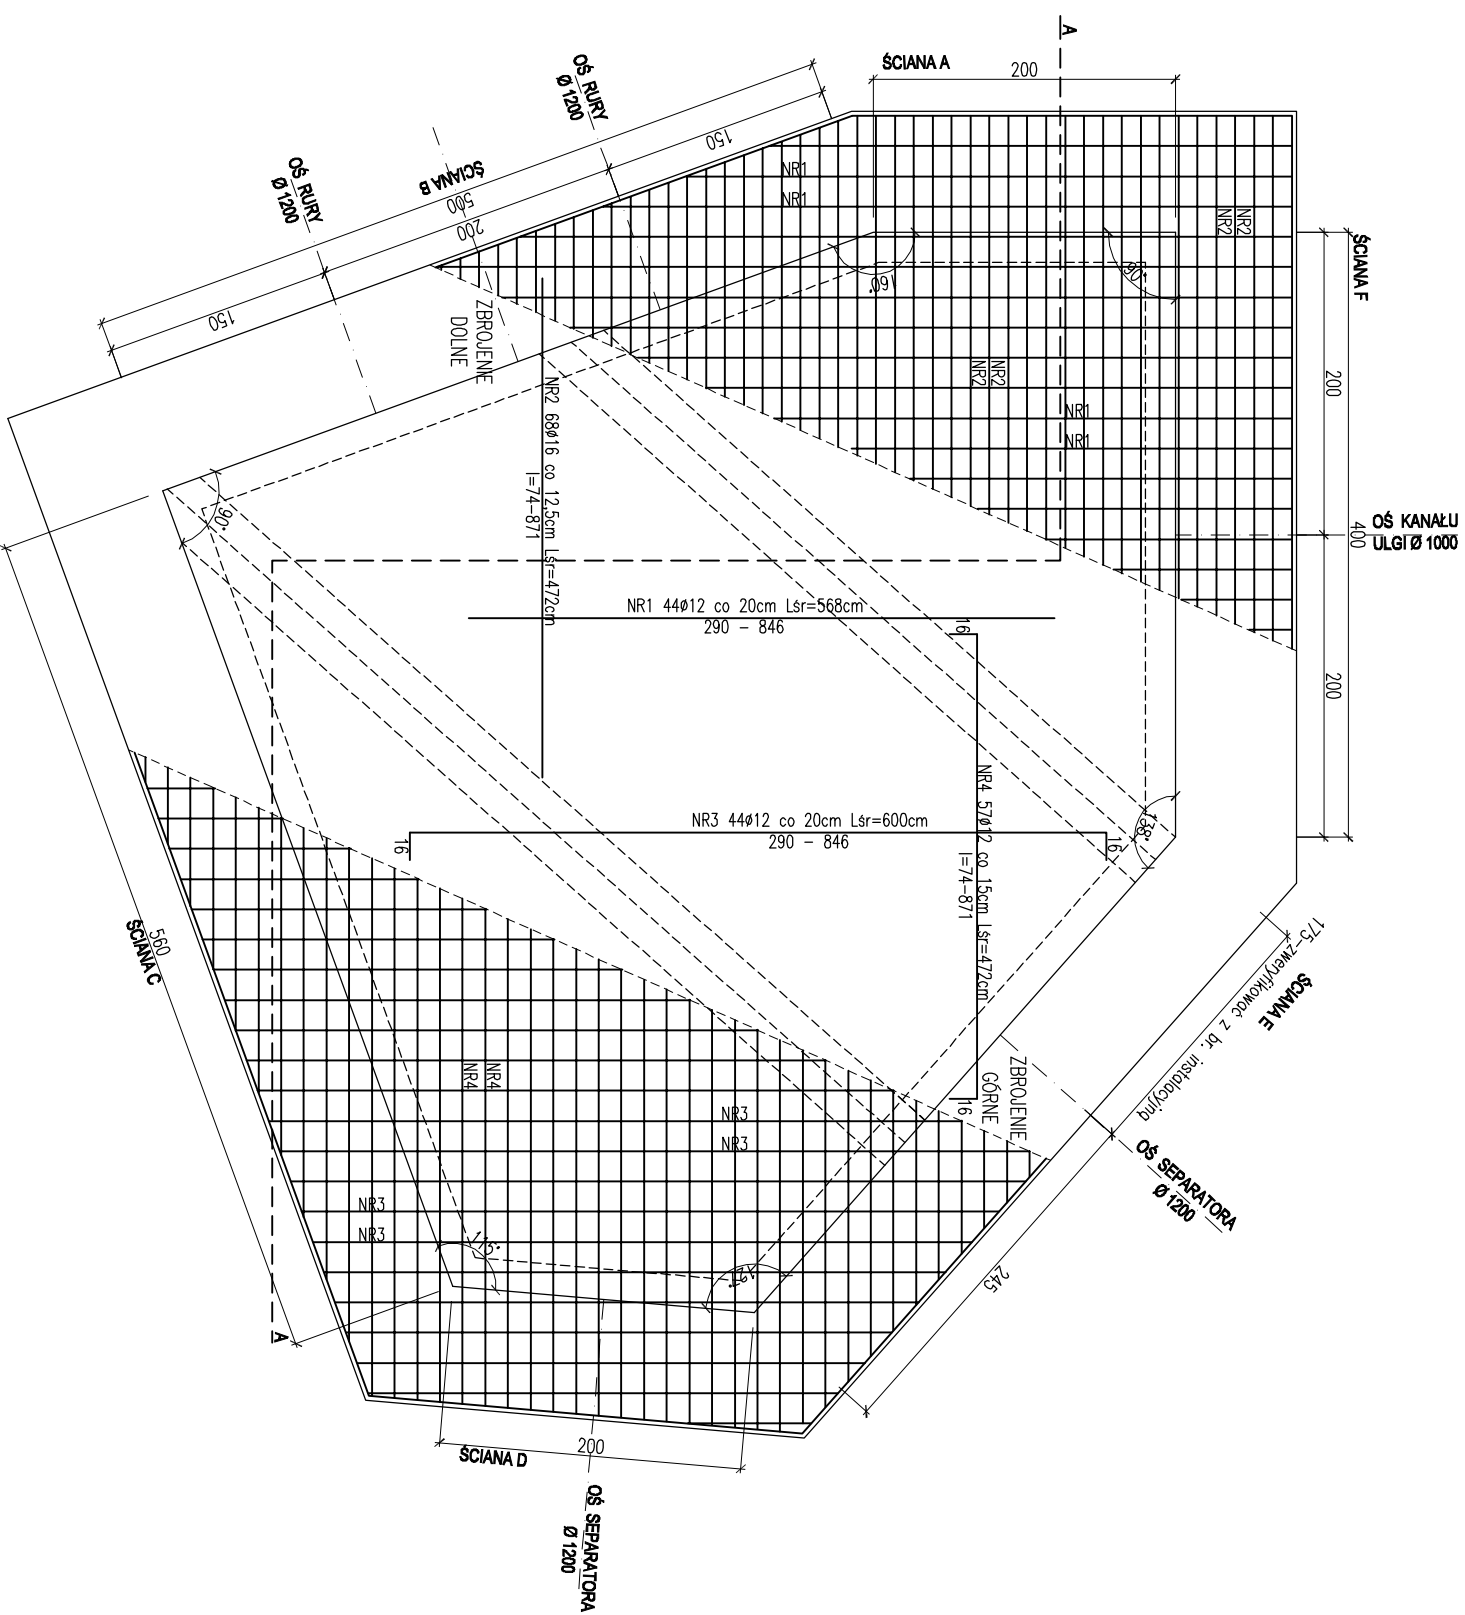 A
ŚCIANA A
200
OŚ RURY
Ø 1200
150
OŚ RURY
Ø 1200
ŚCIANA B
500
200
150
NR1
NR1
NR2
NR2
ŚCIANA F
90°
160°
200
ZBROJENIE
DOLNE
NR2
NR2
NR1
NR1
NR2 68ø16 co 12,5cm Lśr=472cm
l=74-871
OŚ KANAŁU
ULGI Ø 1000
400
90°
NR1 44ø12 co 20cm Lśr=568cm
290 - 846
16
200
NR3 44ø12 co 20cm Lśr=600cm
290 - 846
16
16
138°
NR4 57ø12 co 15cm Lśr=472cm
l=74-871
16
560
ŚCIANA C
175-zweryfikować z br. instalacyjną
ŚCIANA E
ZBROJENIE
GÓRNE
NR4
NR4
NR3
NR3
OŚ SEPARATORA
Ø 1200
NR3
NR3
115°
127°
245
A
200
ŚCIANA D
OŚ SEPARATORA
Ø 1200